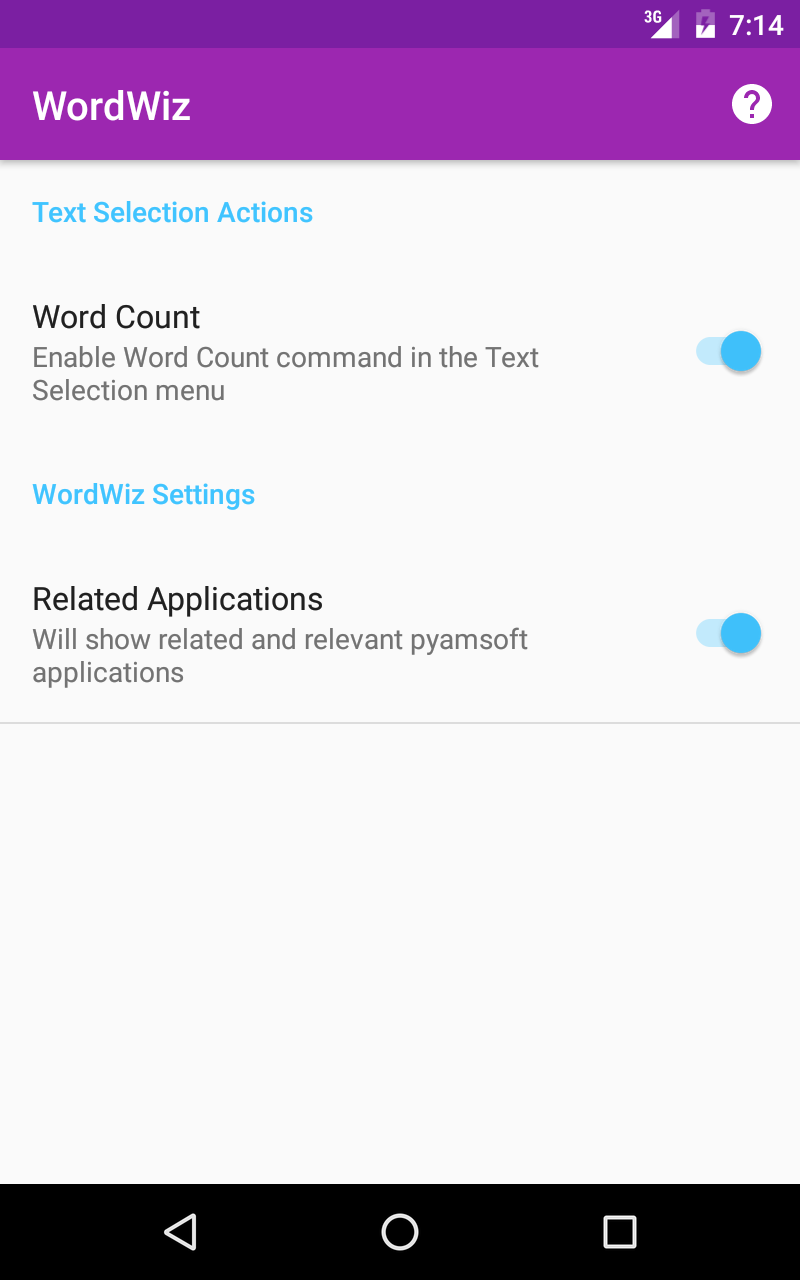 3G 7:14
WordWiz
Text Selection Actions
Word Count
Enable Word Count command in the Text
Selection menu
WordWiz Settings
Related Applications
Will show related and relevant pyamsoft
applications